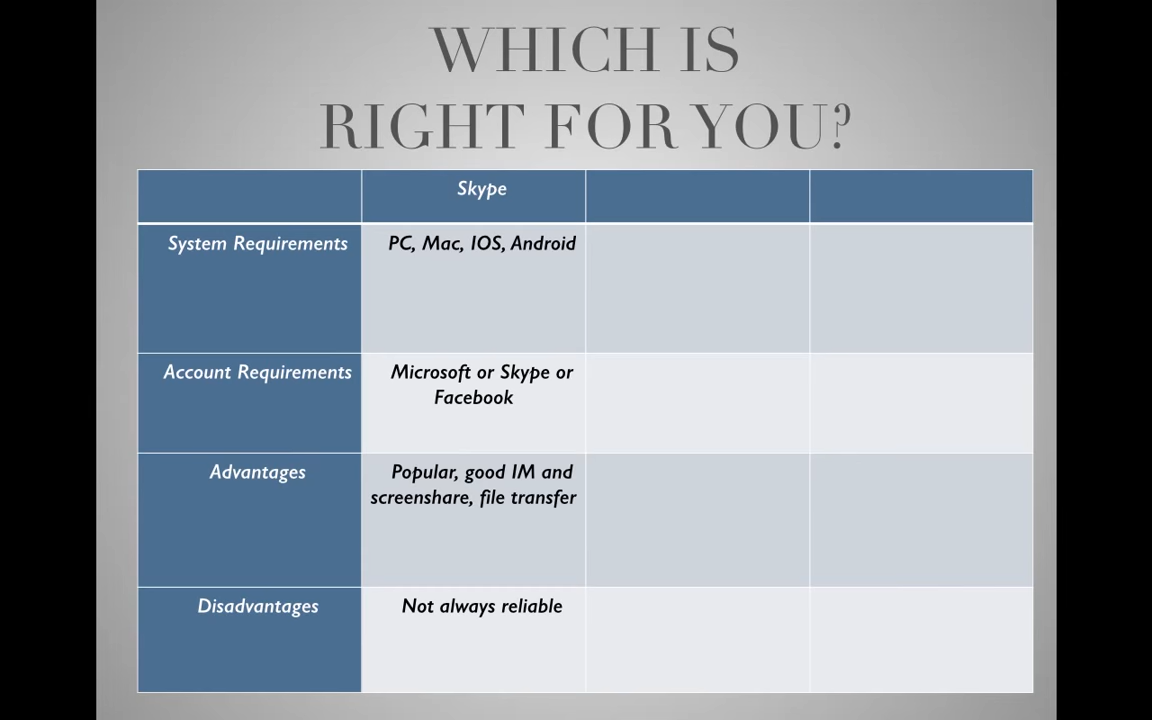 WHICH IS
RIGHT FOR YOU?
Skype
System Requirements
PC, Mac, IOS, Android
Account Requirements
Microsoft or Skype or
Facebook
Advantages
Popular, good IM and
screenshare, file transfer
Disadvantages
Not always reliable